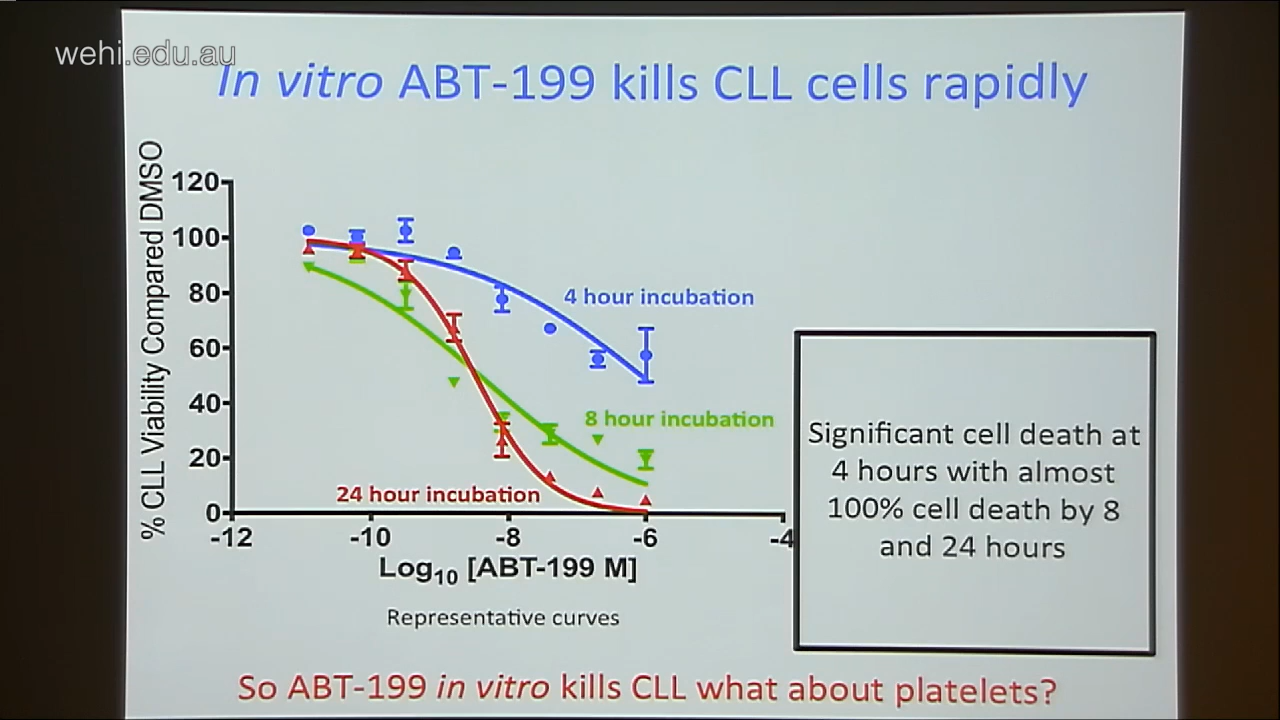 wehi.edu.au
In vitro ABT-199 kills CLL cells rapidly
% CLL Viability Compared DMSO
120
100
80
60
40
20
0
-12
-10
-8
-6
-4
4 hour incubation
8 hour incubation
24 hour incubation
Log10 [ABT-199 M]
Representative curves
Significant cell death at
4 hours with almost
100% cell death by 8
and 24 hours
So ABT-199 in vitro kills CLL what about platelets?